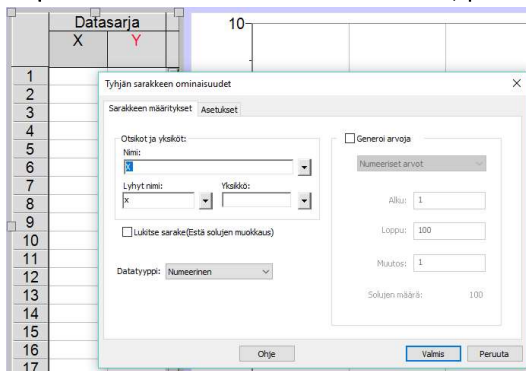 Datasarja
X Y
10
1
2
3
4
5
6
7
8
9
10
11
12
13
14
15
16
17
Tyhjän sarakkeen ominaisuudet
Sarakkeen määritykset Asetukset
Otsikot ja yksiköt:
Nimi:
X
Lyhyt nimi: Yksikkö:
x
Lukitse sarake(Estä solujen muokkaus)
Datatyyppi: Numeerinen
Generoi arvoja
Numeeriset arvot
Alku: 1
Loppu: 100
Muutos: 1
Solujen määrä: 100
Ohje Valmis Peruuta